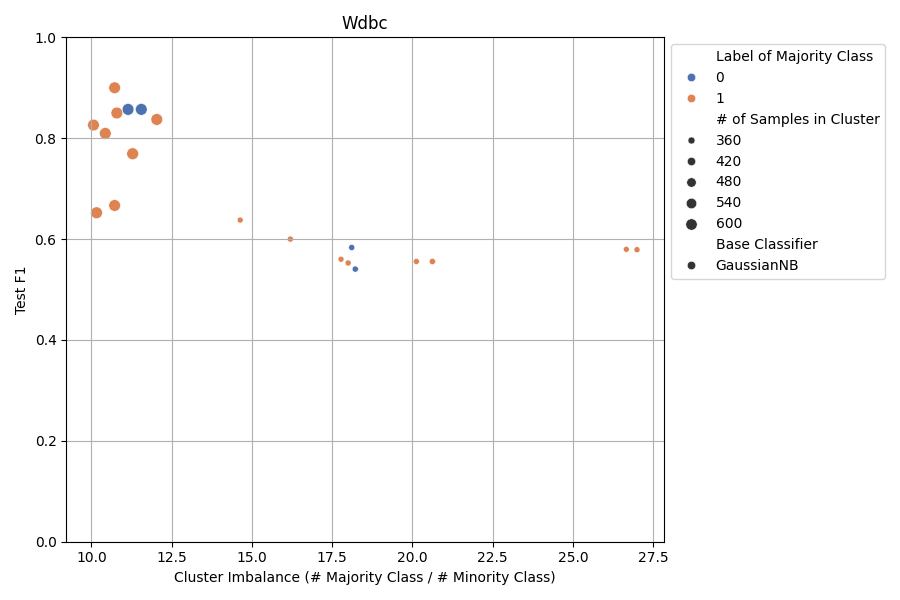 Wdbc
1.0
0.8
0.6
0.4
0.2
0.0
Test F1
10.0 12.5 15.0 17.5 20.0 22.5 25.0 27.5
Cluster Imbalance (# Majority Class / # Minority Class)
Label of Majority Class
0
1
# of Samples in Cluster
360
420
480
540
600
Base Classifier
GaussianNB